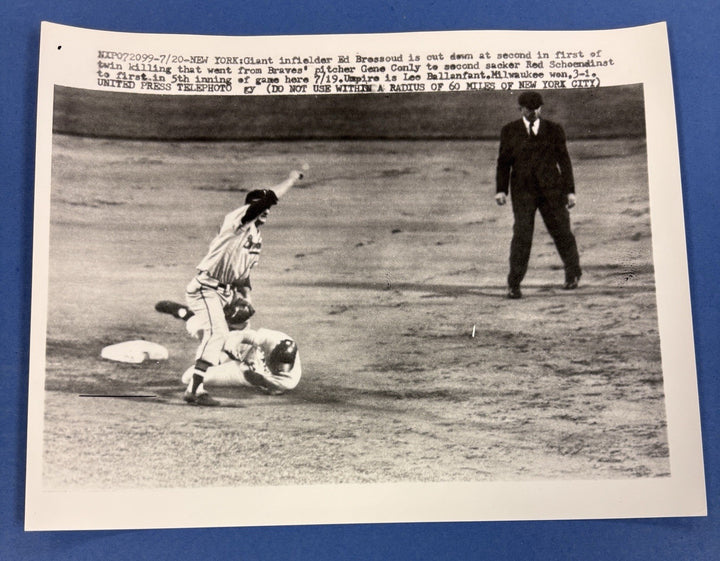 NXP072099-7/20-NEW YORK:Giant infielder Ed Bressoud is cut down at second in first of
twin killing that went from Braves' pitcher Gene Conly to second sacker Red Schoendinst
to first.in 5th inning of game here 7/19.Umpire is Lee Ballanfant.Milwaukee won,3-1.
UNITED PRESS TELEPHOTO (DO NOT USE WITHIN A RADIUS OF 60 MILES OF NEW YORK CITY)